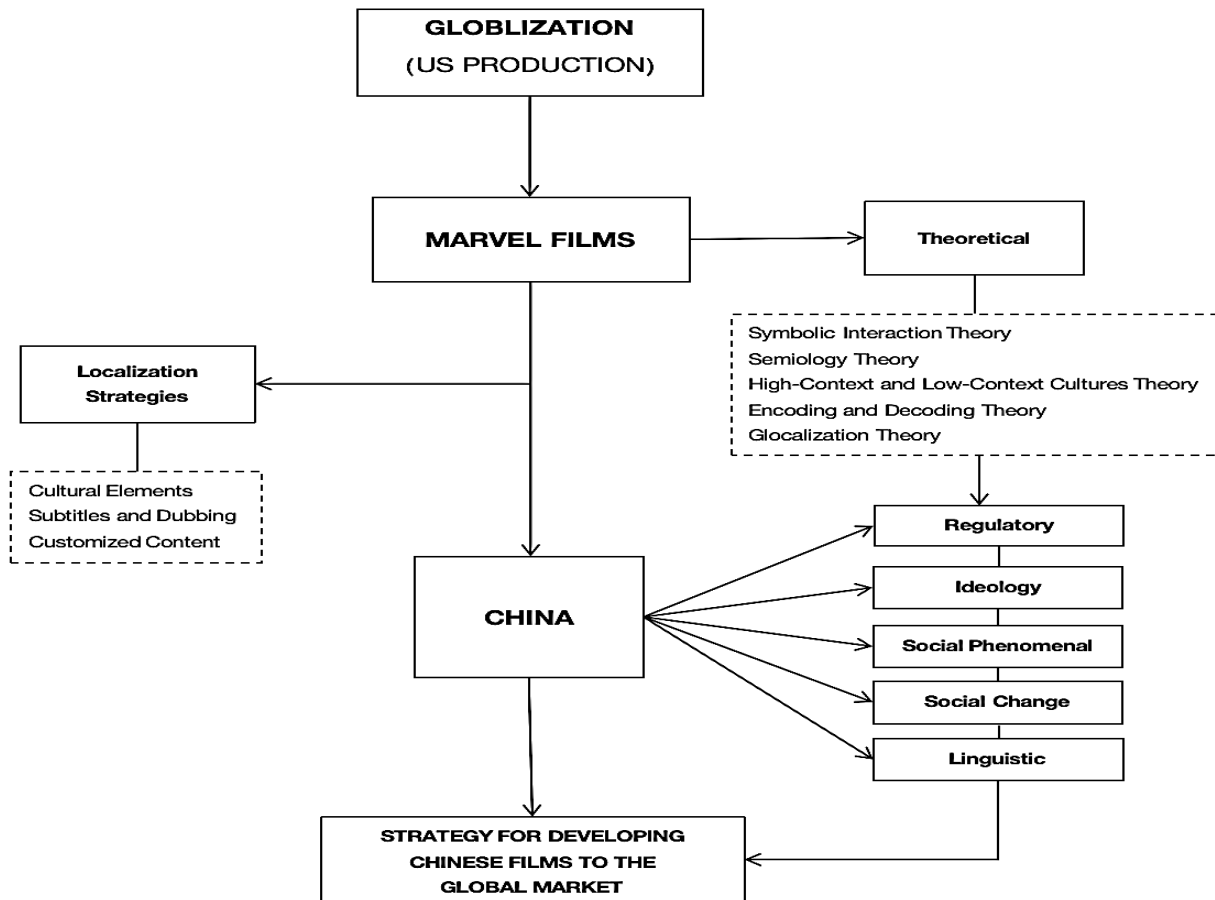 GLOBLIZATION
(US PRODUCTION)
MARVEL FILMS
Theoretical
Symbolic Interaction Theory
Semiology Theory
High-Context and Low-Context Cultures Theory
Encoding and Decoding Theory
Glocalization Theory
Localization
Strategies
Cultural Elements
Subtitles and Dubbing
Customized Content
CHINA
Regulatory
Ideology
Social Phenomenal
Social Change
Linguistic
STRATEGY FOR DEVELOPING
CHINESE FILMS TO THE
GLOBAL MARKET